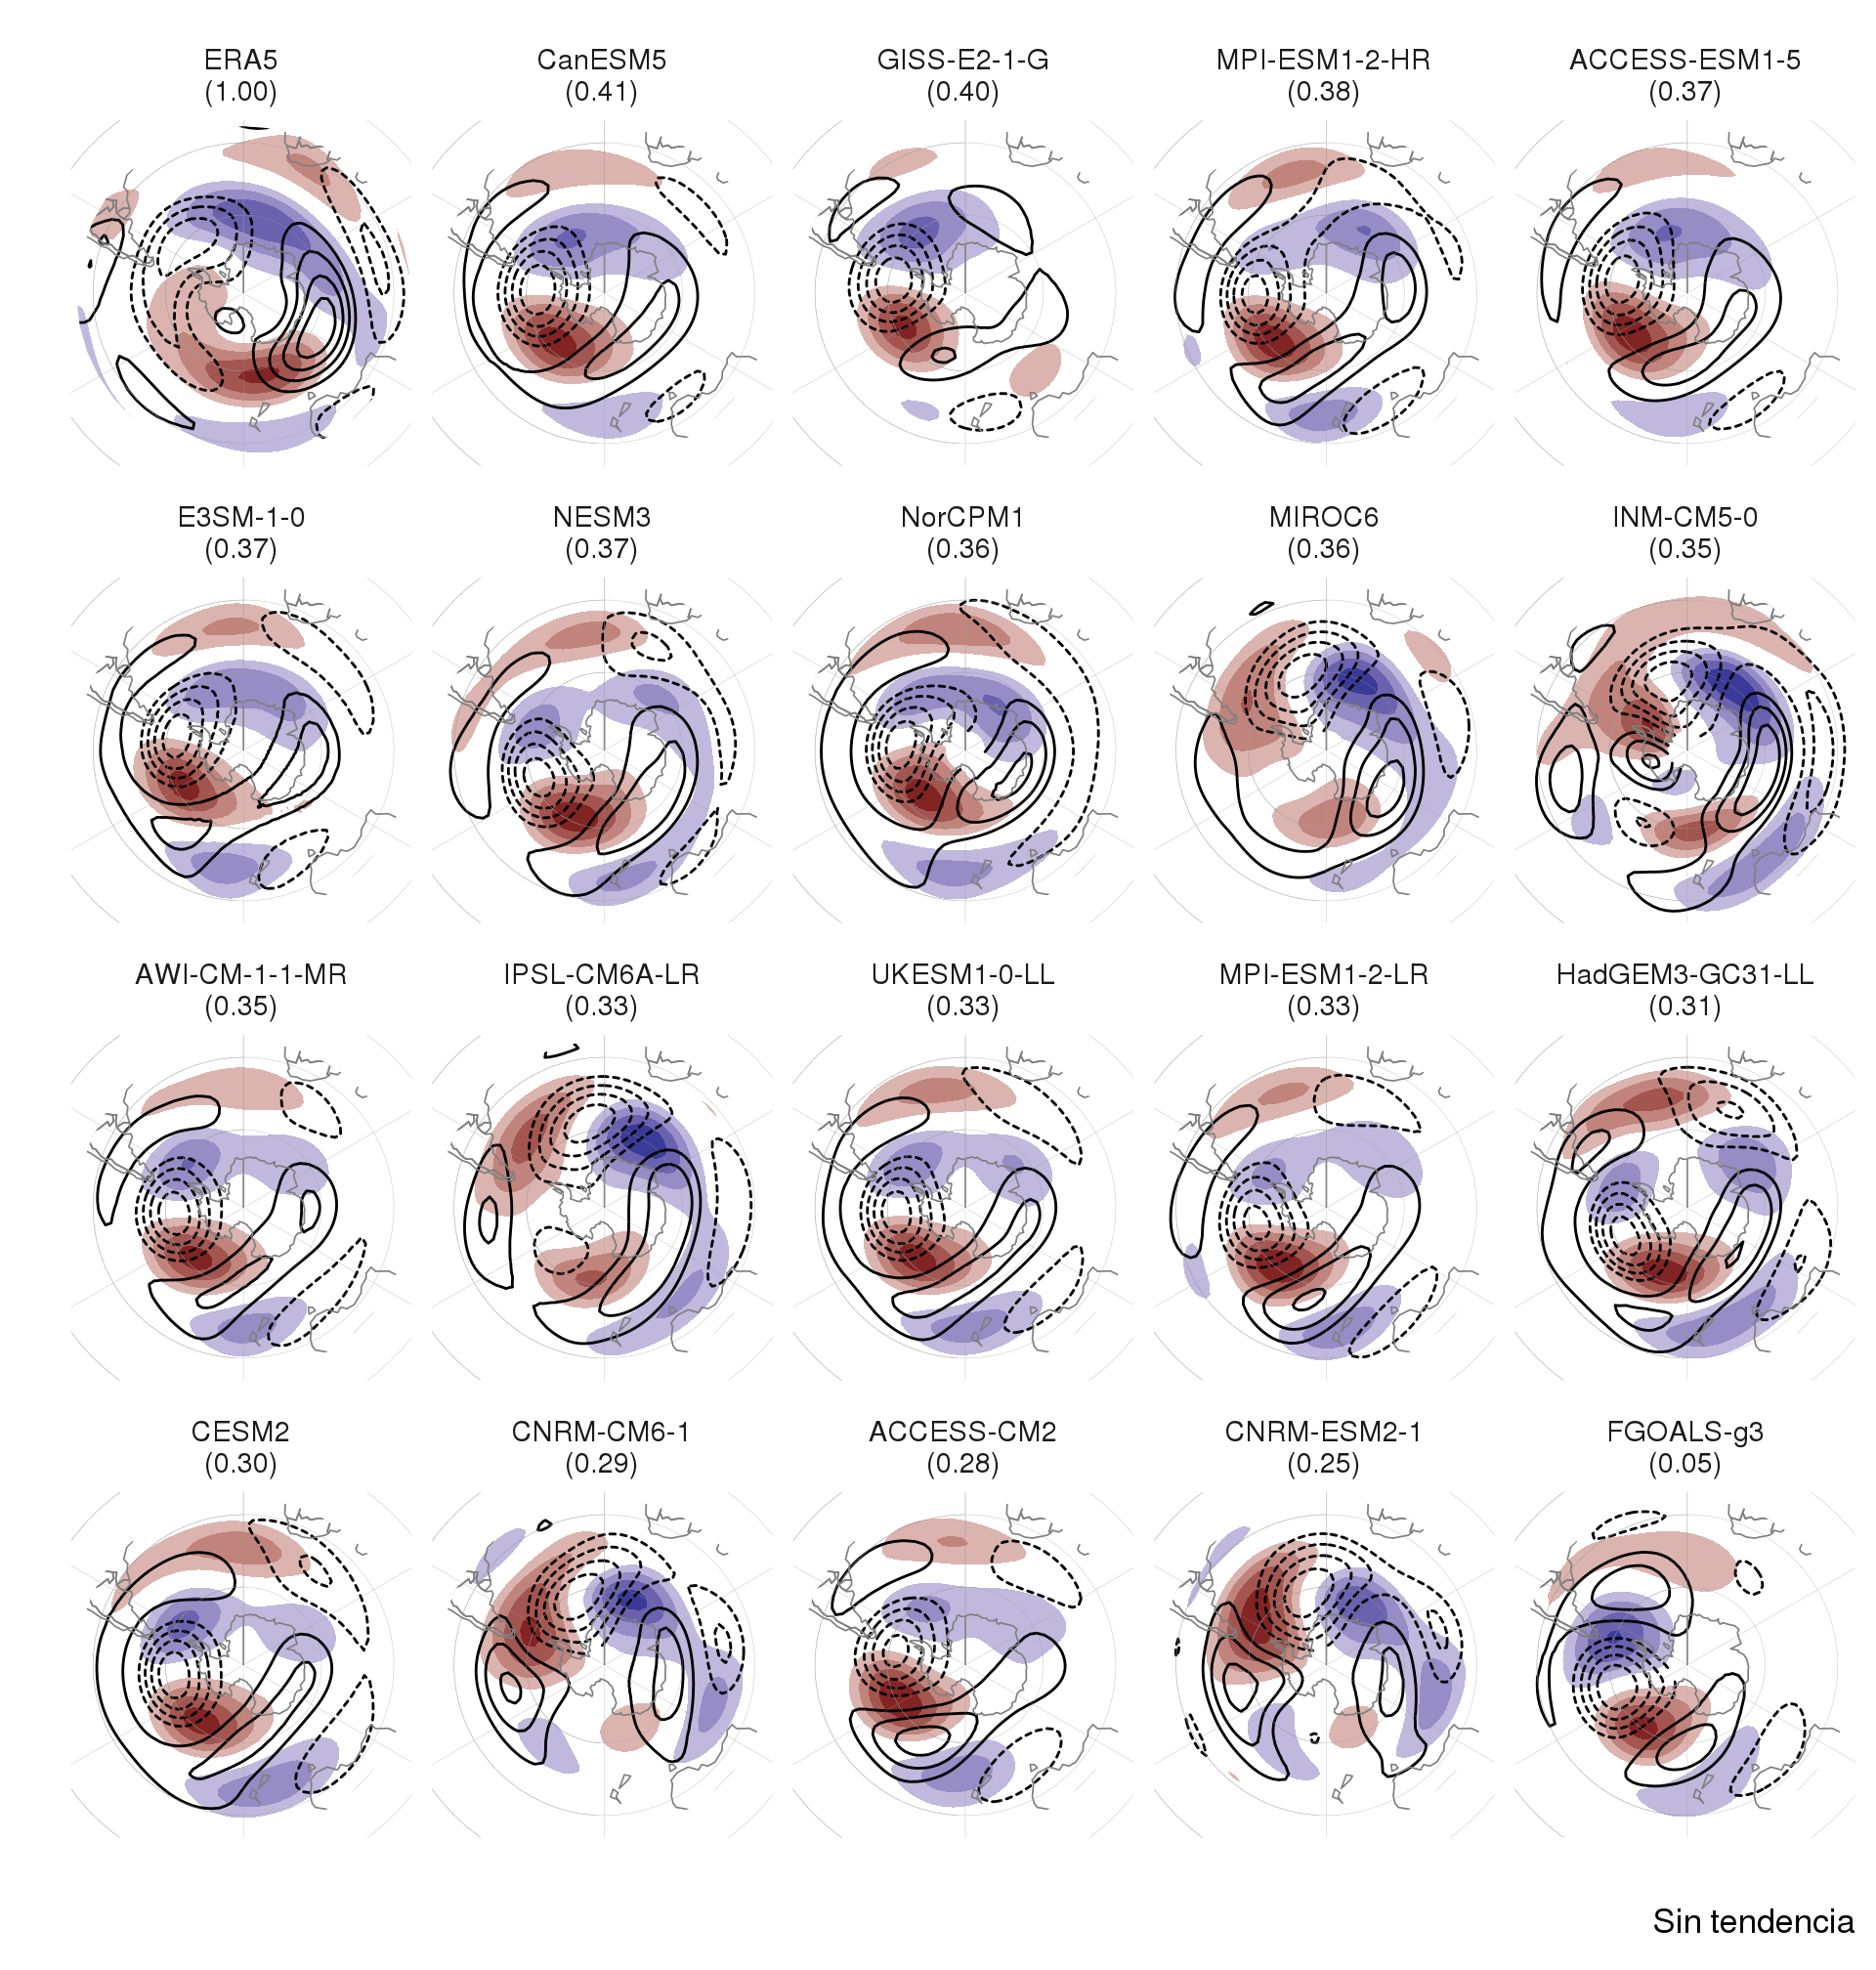 ERA5
(1.00)
CanESM5
(0.41)
GISS-E2-1-G
(0.40)
MPI-ESM1-2-HR
(0.38)
ACCESS-ESM1-5
(0.37)
E3SM-1-0
(0.37)
NESM3
(0.37)
NorCPM1
(0.36)
MIROC6
(0.36)
INM-CM5-0
(0.35)
AWI-CM-1-1-MR
(0.35)
IPSL-CM6A-LR
(0.33)
UKESM1-0-LL
(0.33)
MPI-ESM1-2-LR
(0.33)
HadGEM3-GC31-LL
(0.31)
CESM2
(0.30)
CNRM-CM6-1
(0.29)
ACCESS-CM2
(0.28)
CNRM-ESM2-1
(0.25)
FGOALS-g3
(0.05)
Sin tendencia